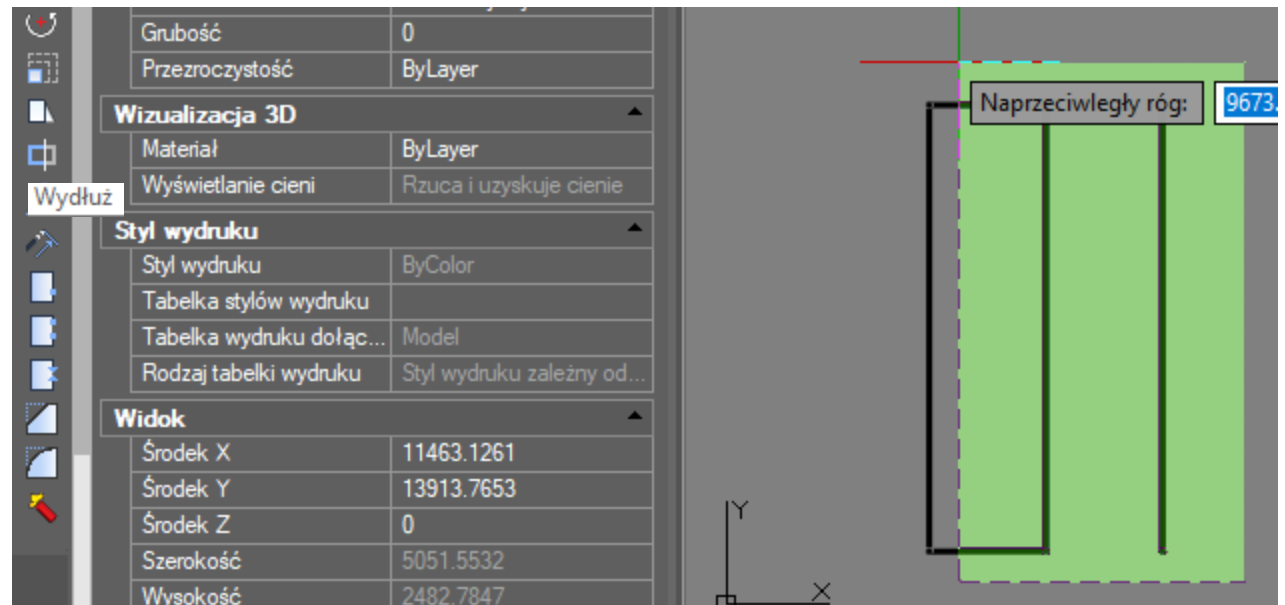 Grubość 0
Przezroczystość ByLayer
Wizualizacja 3D
Materiał ByLayer
Wyświetlanie cieni Rzuca i uzyskuje cienie
Wydłuż
Styl wydruku
Styl wydruku ByColor
Tabelka stylów wydruku
Tabelka wydruku dołąc... Model
Rodzaj tabelki wydruku Styl wydruku zależny od...
Widok
Środek X 11463.1261
Środek Y 13913.7653
Środek Z 0
Szerokość 5051.5532
Wysokość 2482.7847
Naprzeciwległy róg: 9673.
Y
X